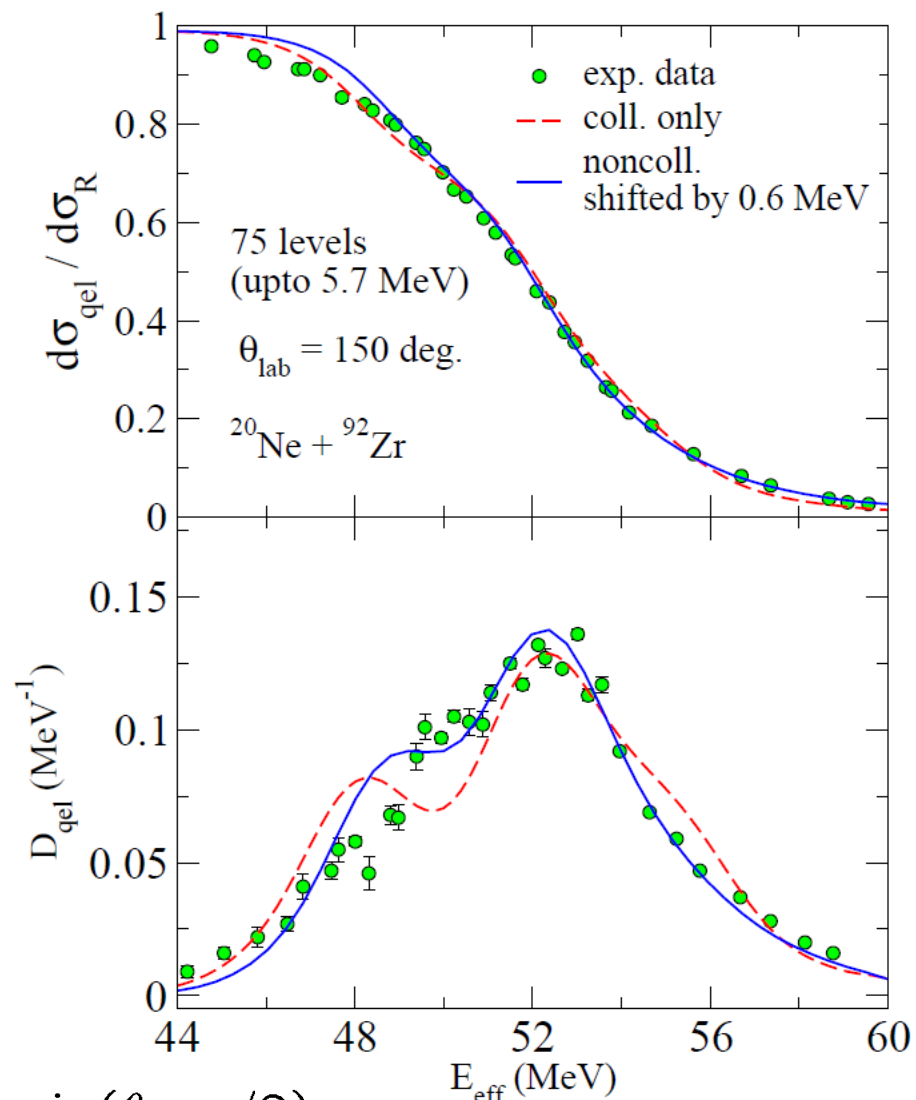 1
0.8
0.6
0.4
0.2
0
dσqel / dσR
exp. data
coll. only
noncoll.
shifted by 0.6 MeV
75 levels
(upto 5.7 MeV)
θlab = 150 deg.
20Ne + 92Zr
0.15
0.1
0.05
0
Dqel (MeV-1)
44 48 52 56 60
Eeff (MeV)